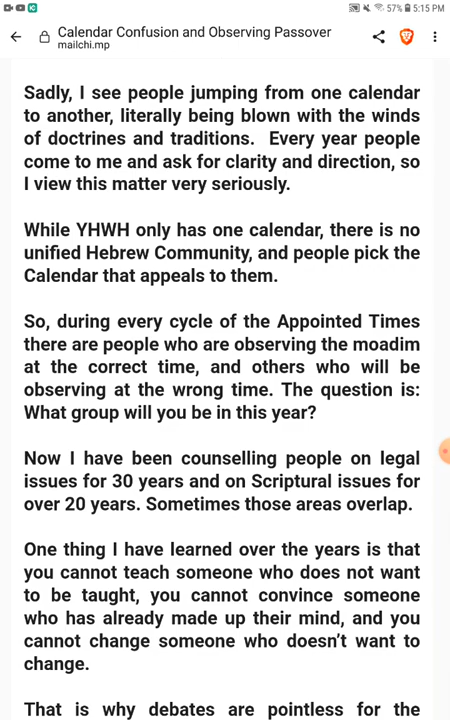 57% 5:15 PM
Calendar Confusion and Observing Passover
mailchi.mp
Sadly, I see people jumping from one calendar
to another, literally being blown with the winds
of doctrines and traditions. Every year people
come to me and ask for clarity and direction, so
I view this matter very seriously.
While YHWH only has one calendar, there is no
unified Hebrew Community, and people pick the
Calendar that appeals to them.
So, during every cycle of the Appointed Times
there are people who are observing the moadim
at the correct time, and others who will be
observing at the wrong time. The question is:
What group will you be in this year?
Now I have been counselling people on legal
issues for 30 years and on Scriptural issues for
over 20 years. Sometimes those areas overlap.
One thing I have learned over the years is that
you cannot teach someone who does not want
to be taught, you cannot convince someone
who has already made up their mind, and you
cannot change someone who doesn't want to
change.
That is why debates are pointless for the